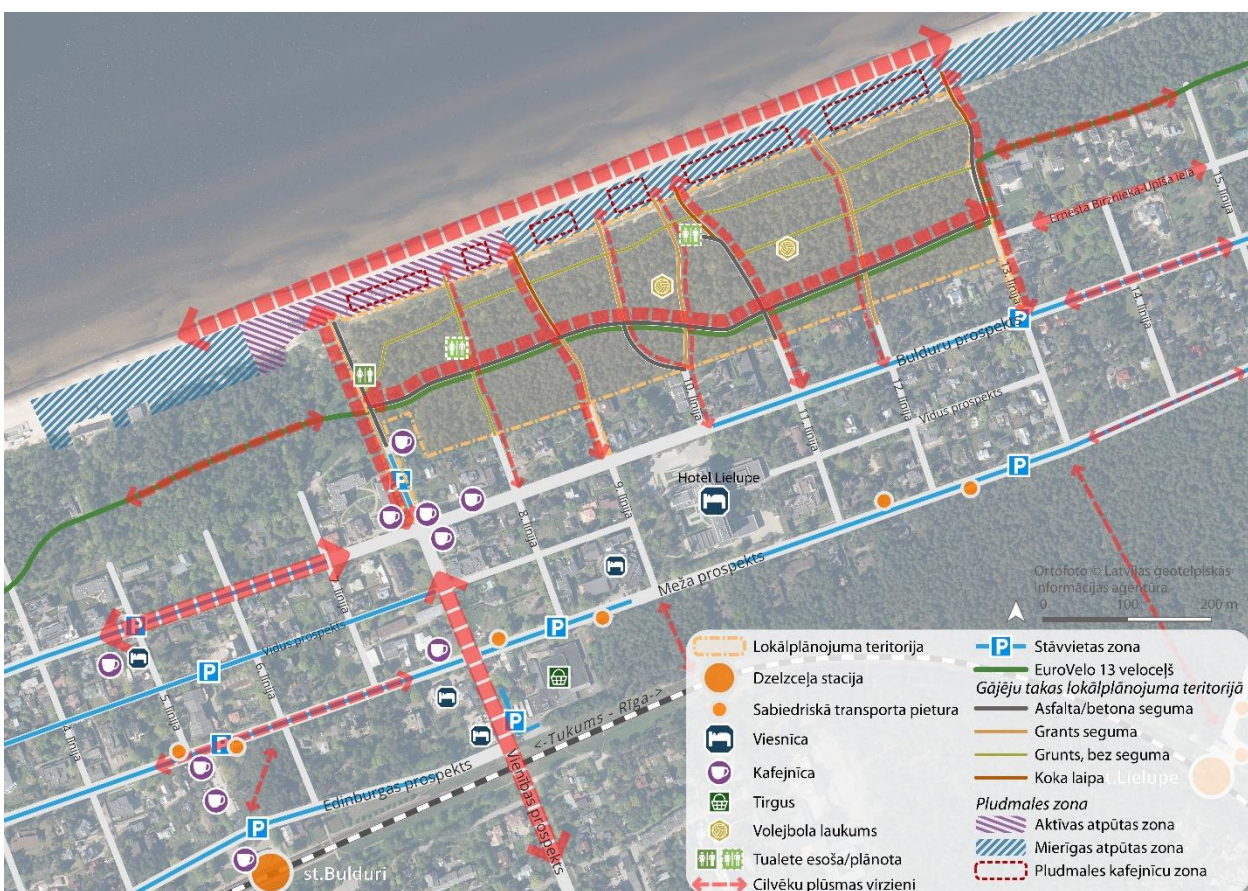 15. līnija
Ernesta Birznieka-Upīša iela
13. līnija
14. līnija
P
Bulduru prospekts
10. līnija
11. līnija
12. līnija
Vidus prospekts
P
P
Hotel Lielupe
9. līnija
8. līnija
7. līnija
Meža prospekts
Ortofoto © Latvijas ģeotelpiskās
informācijas aģentūra
0 100 200 m
P
Vidus prospekts
P
P
6. līnija
5. līnija
4. līnija
P
P
<-Tukums - Rīga->
Edinburgas prospekts
Vienības prospekts
P
st.Bulduri
st.Lielupe
Lokālplānojuma teritorija
Dzelzceļa stacija
Sabiedriskā transporta pietura
Viesnīca
Kafejnīca
Tirgus
Volejbola laukums
Tualete esoša/plānota
Cilvēku plūsmas virzieni
P Stāvvietas zona
EuroVelo 13 veloceļš
Gājēju takas lokālplānojuma teritorijā
Asfalta/betona seguma
Grants seguma
Grunts, bez seguma
Koka laipa
Pludmales zona
Aktīvas atpūtas zona
Mierīgas atpūtas zona
Pludmales kafejnīcu zona